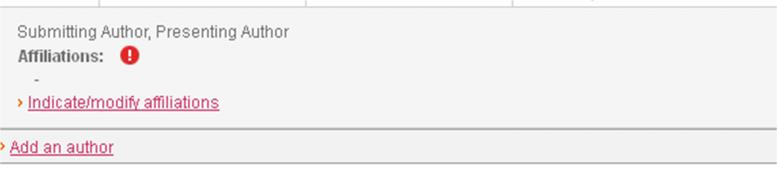 Submitting Author, Presenting Author
Affiliations: !
-
› Indicate/modify affiliations
› Add an author